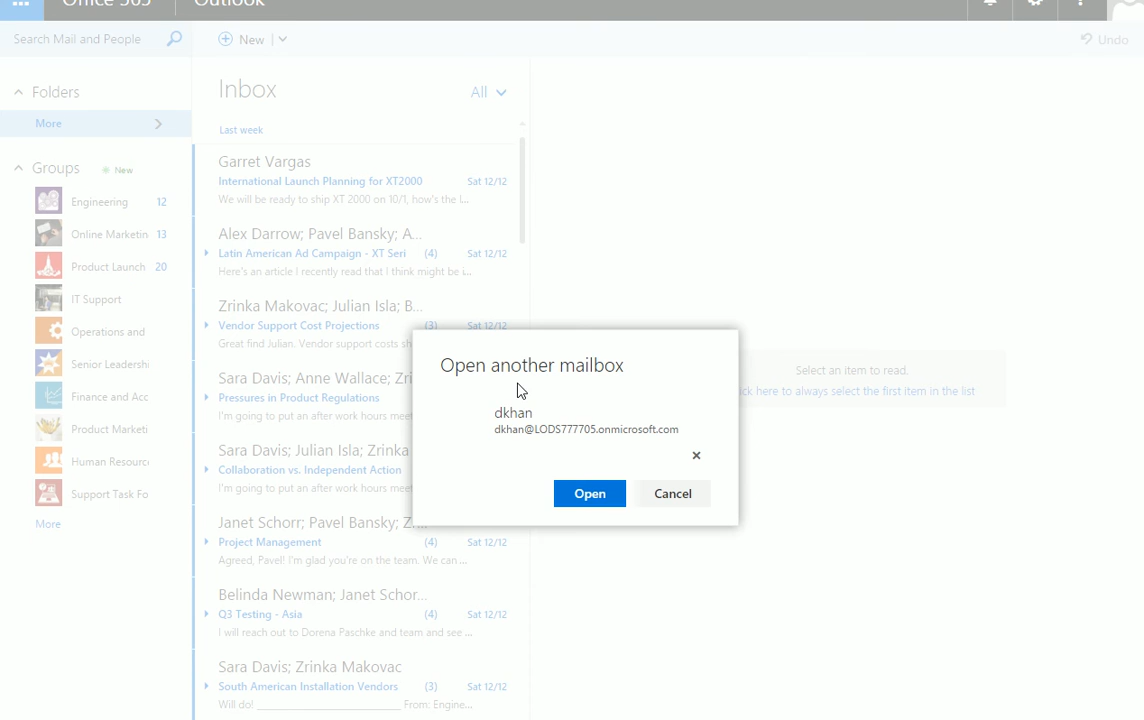 Office 365 Outlook
Search Mail and People
New
Undo
Folders
More
Groups New
Engineering 12
Online Marketin 13
Product Launch 20
IT Support
Operations and
Senior Leadershi
Finance and Acc
Product Marketi
Human Resourc
Support Task Fo
More
Inbox All
Last week
Garret Vargas
International Launch Planning for XT2000 Sat 12/12
We will be ready to ship XT 2000 on 10/1, how's the l...
Alex Darrow; Pavel Bansky; A...
Latin American Ad Campaign - XT Seri (4) Sat 12/12
Here's an article I recently read that I think might be i...
Zrinka Makovac; Julian Isla; B...
Vendor Support Cost Projections (3) Sat 12/12
Great find Julian. Vendor support costs sh
Sara Davis; Anne Wallace; Zri
Pressures in Product Regulations
I'm going to put an after work hours meet
Sara Davis; Julian Isla; Zrinka
Collaboration vs. Independent Action
I'm going to put an after work hours meet
Janet Schorr; Pavel Bansky; Z...
Project Management (4) Sat 12/12
Agreed, Pavel! I'm glad you're on the team. We can ...
Belinda Newman; Janet Schor...
Q3 Testing - Asia (4) Sat 12/12
I will reach out to Dorena Paschke and team and see ...
Sara Davis; Zrinka Makovac
South American Installation Vendors (3) Sat 12/12
Will do! ________________________ From: Engine...
Open another mailbox
dkhan
dkhan@LODS777705.onmicrosoft.com
Open Cancel
Select an item to read.
ick here to always select the first item in the list